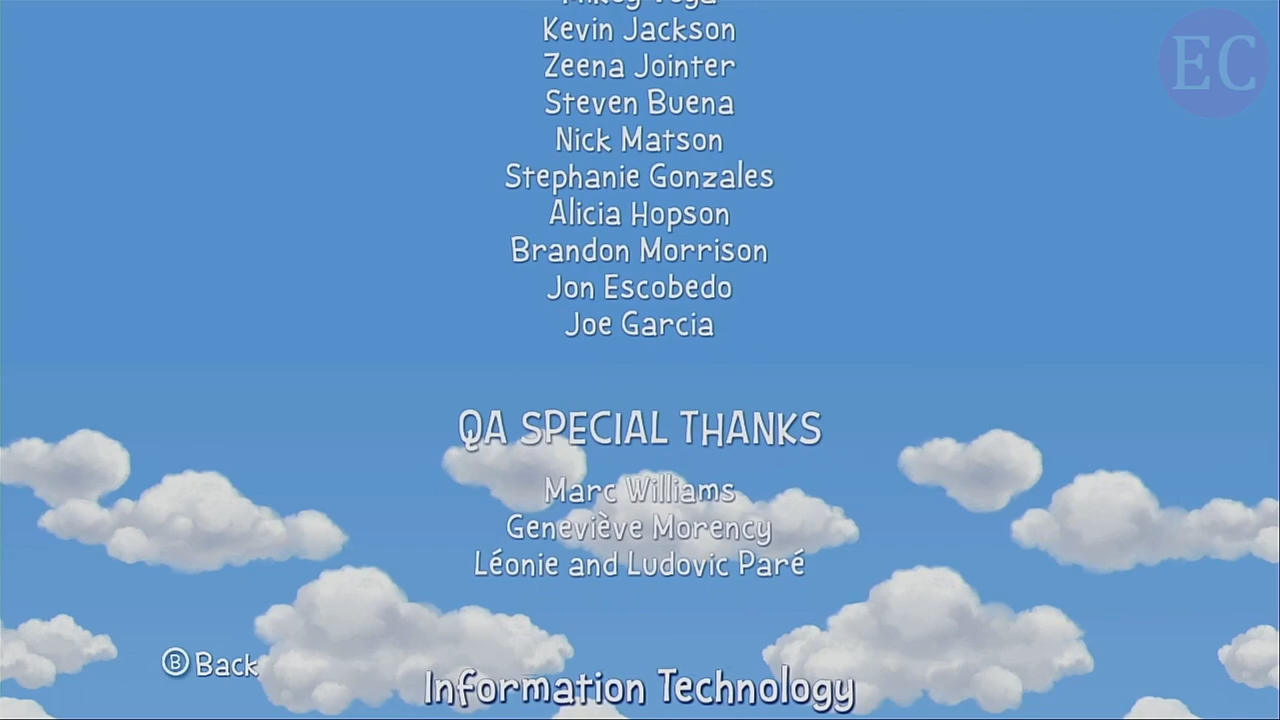 EC
Kevin Jackson
Zeena Jointer
Steven Buena
Nick Matson
Stephanie Gonzales
Alicia Hopson
Brandon Morrison
Jon Escobedo
Joe Garcia
QA SPECIAL THANKS
Marc Williams
Geneviève Morency
Léonie and Ludovic Paré
B Back
Information Technology